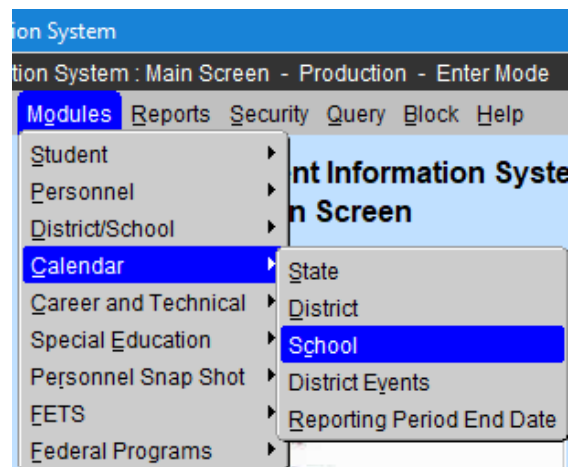 ion System
tion System : Main Screen - Production - Enter Mode
Modules Reports Security Query Block Help
Student
nt Information Syste
Personnel
n Screen
District/School
Calendar
State
Career and Technical
District
Special Education
School
Personnel Snap Shot
District Events
FETS
Reporting Period End Date
Federal Programs